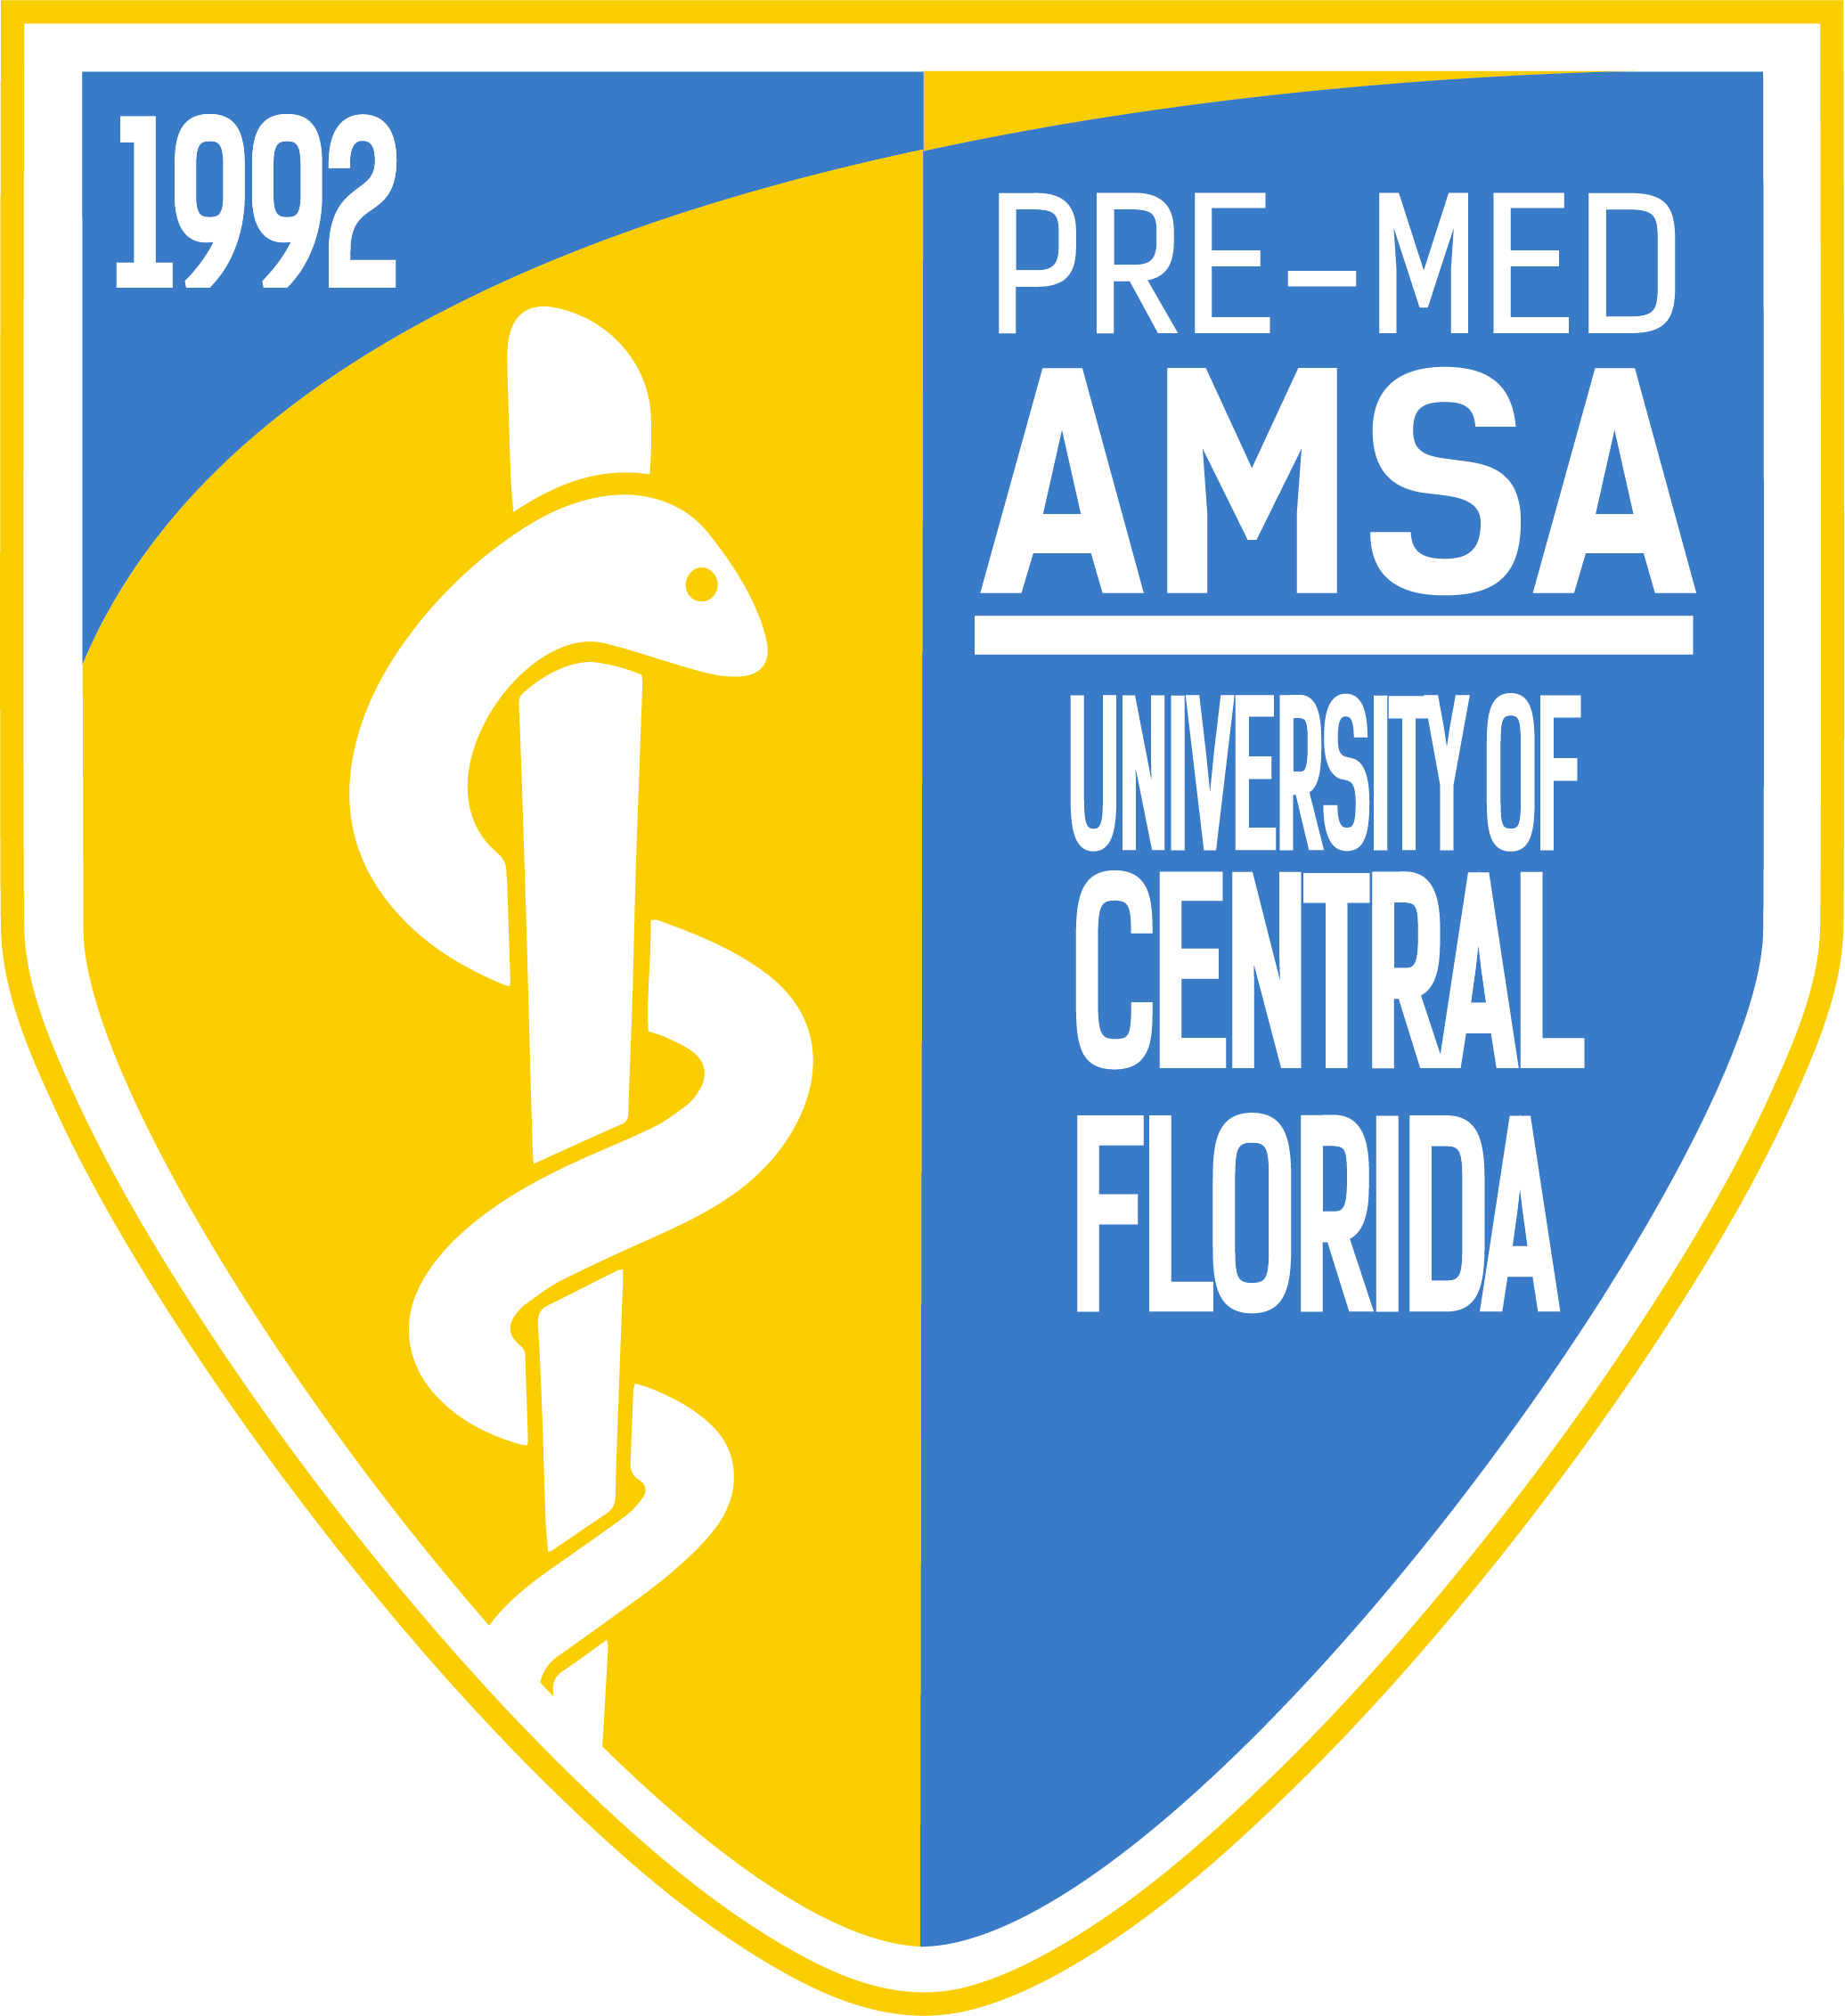 1992
PRE-MED
AMSA
UNIVERSITY OF
CENTRAL
FLORIDA